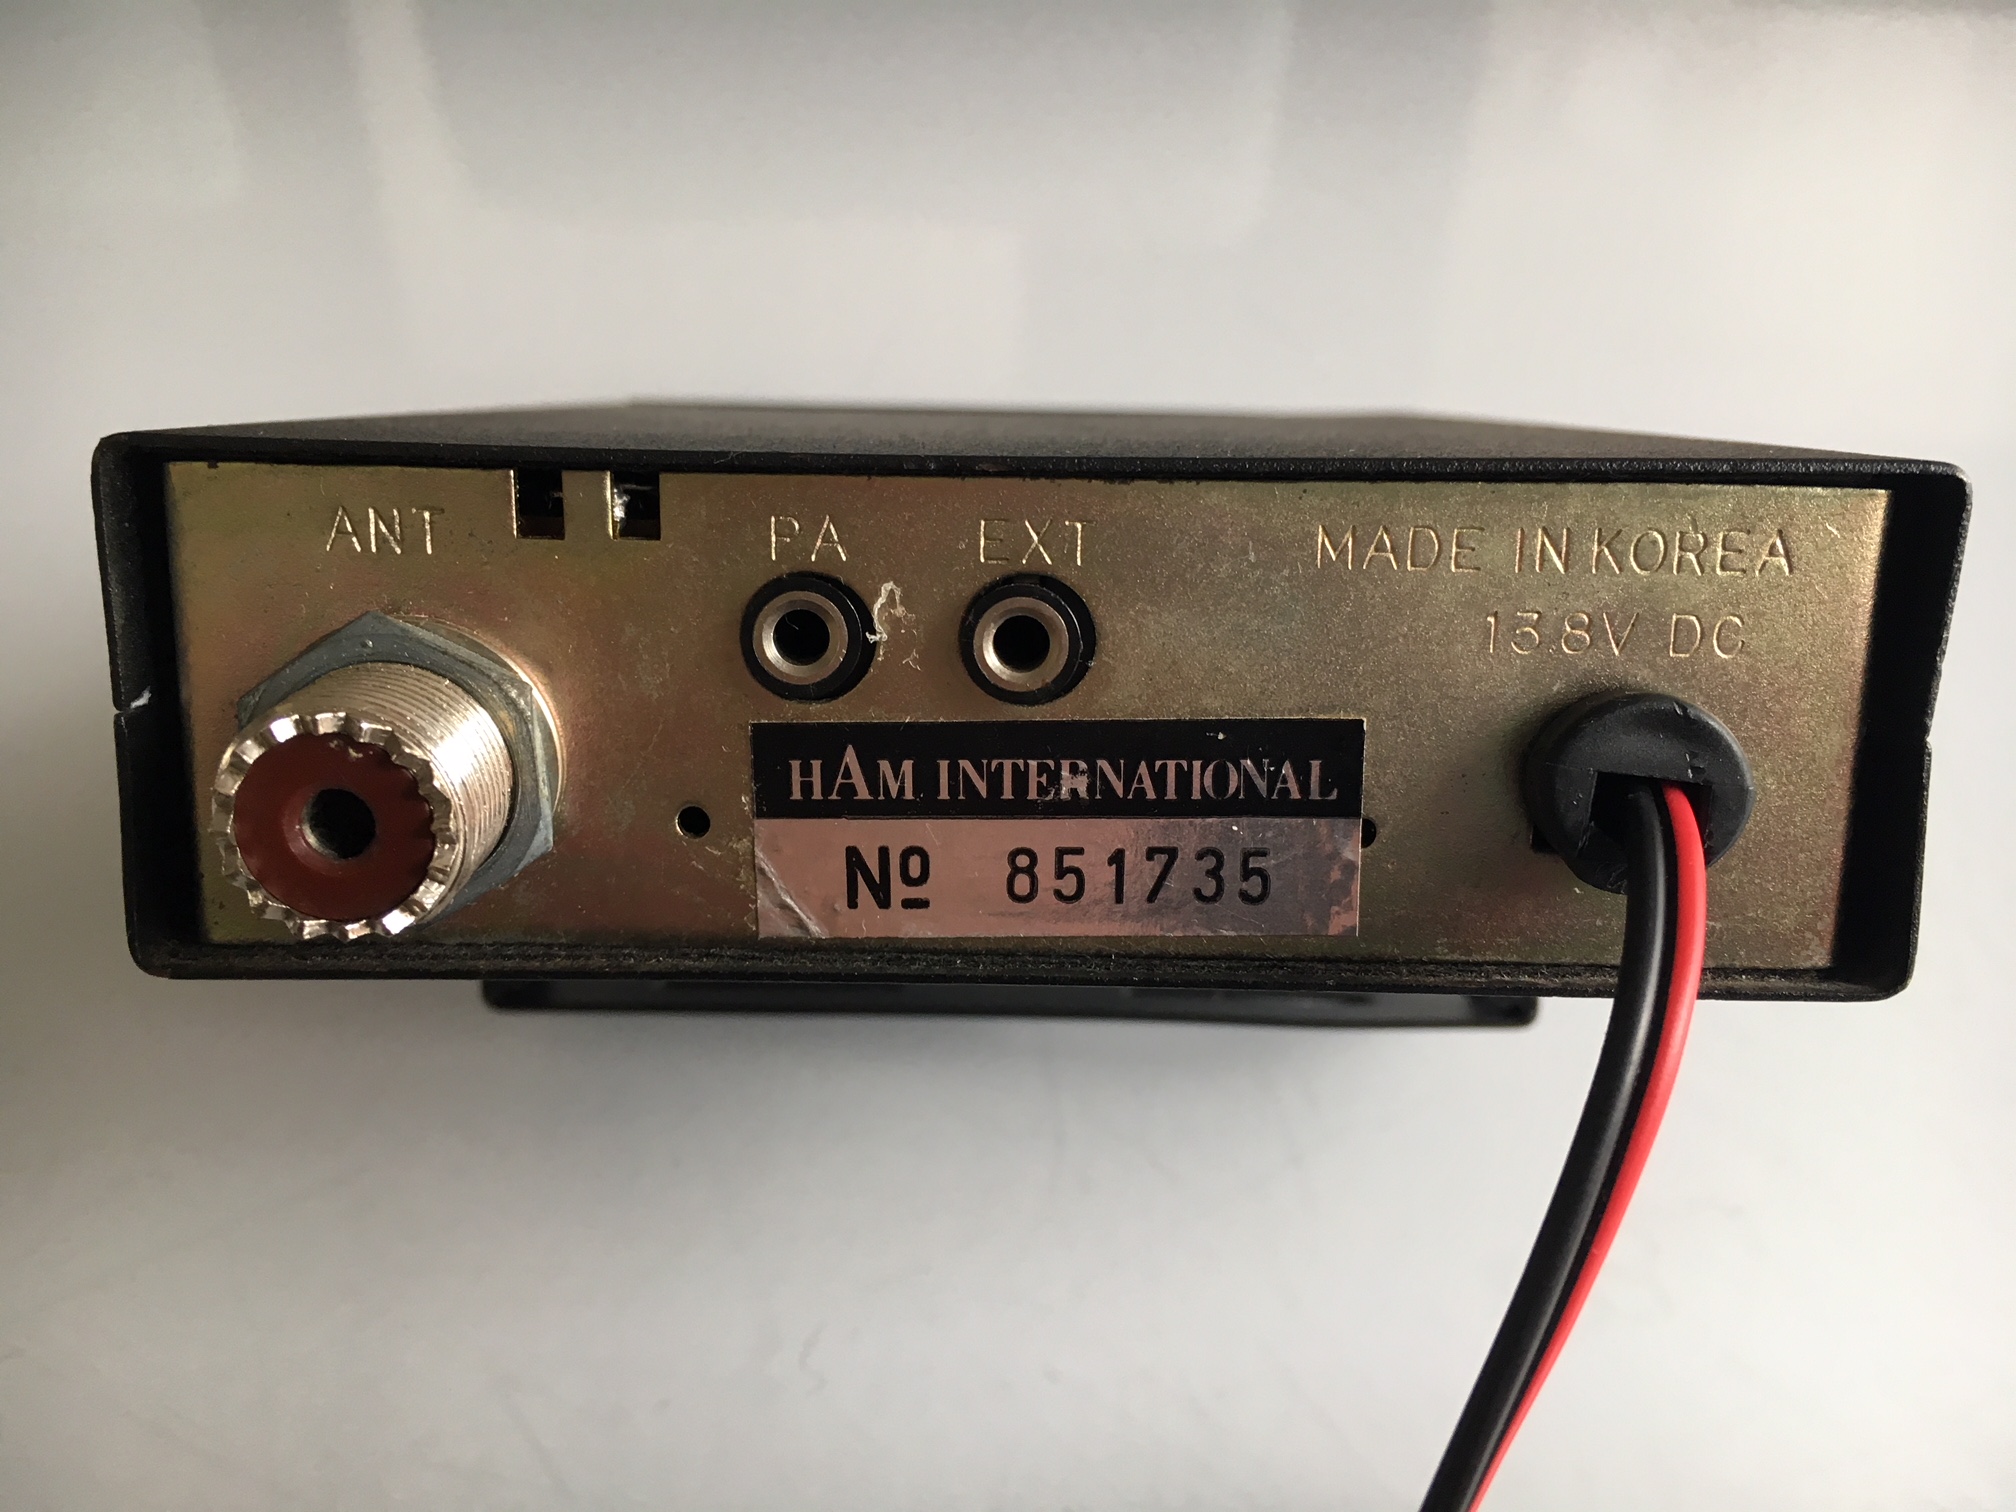 ANT
PA
EXT
MADE IN KOREA
13.8V DC
HAM INTERNATIONAL
Nº 851735